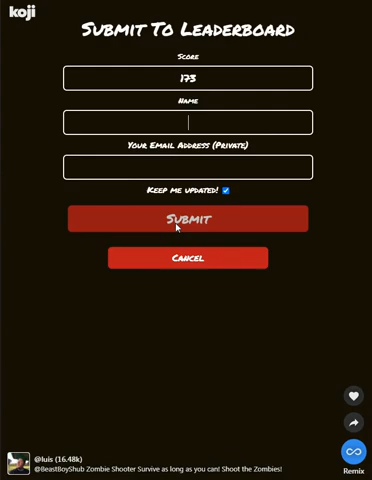 koji
Submit To Leaderboard
Score
173
Name
Your Email Address (Private)
Keep me updated!
Submit
Cancel
Remix
@luis (16.48k)
@BeastBoyShub Zombie Shooter Survive as long as you can! Shoot the Zombies!